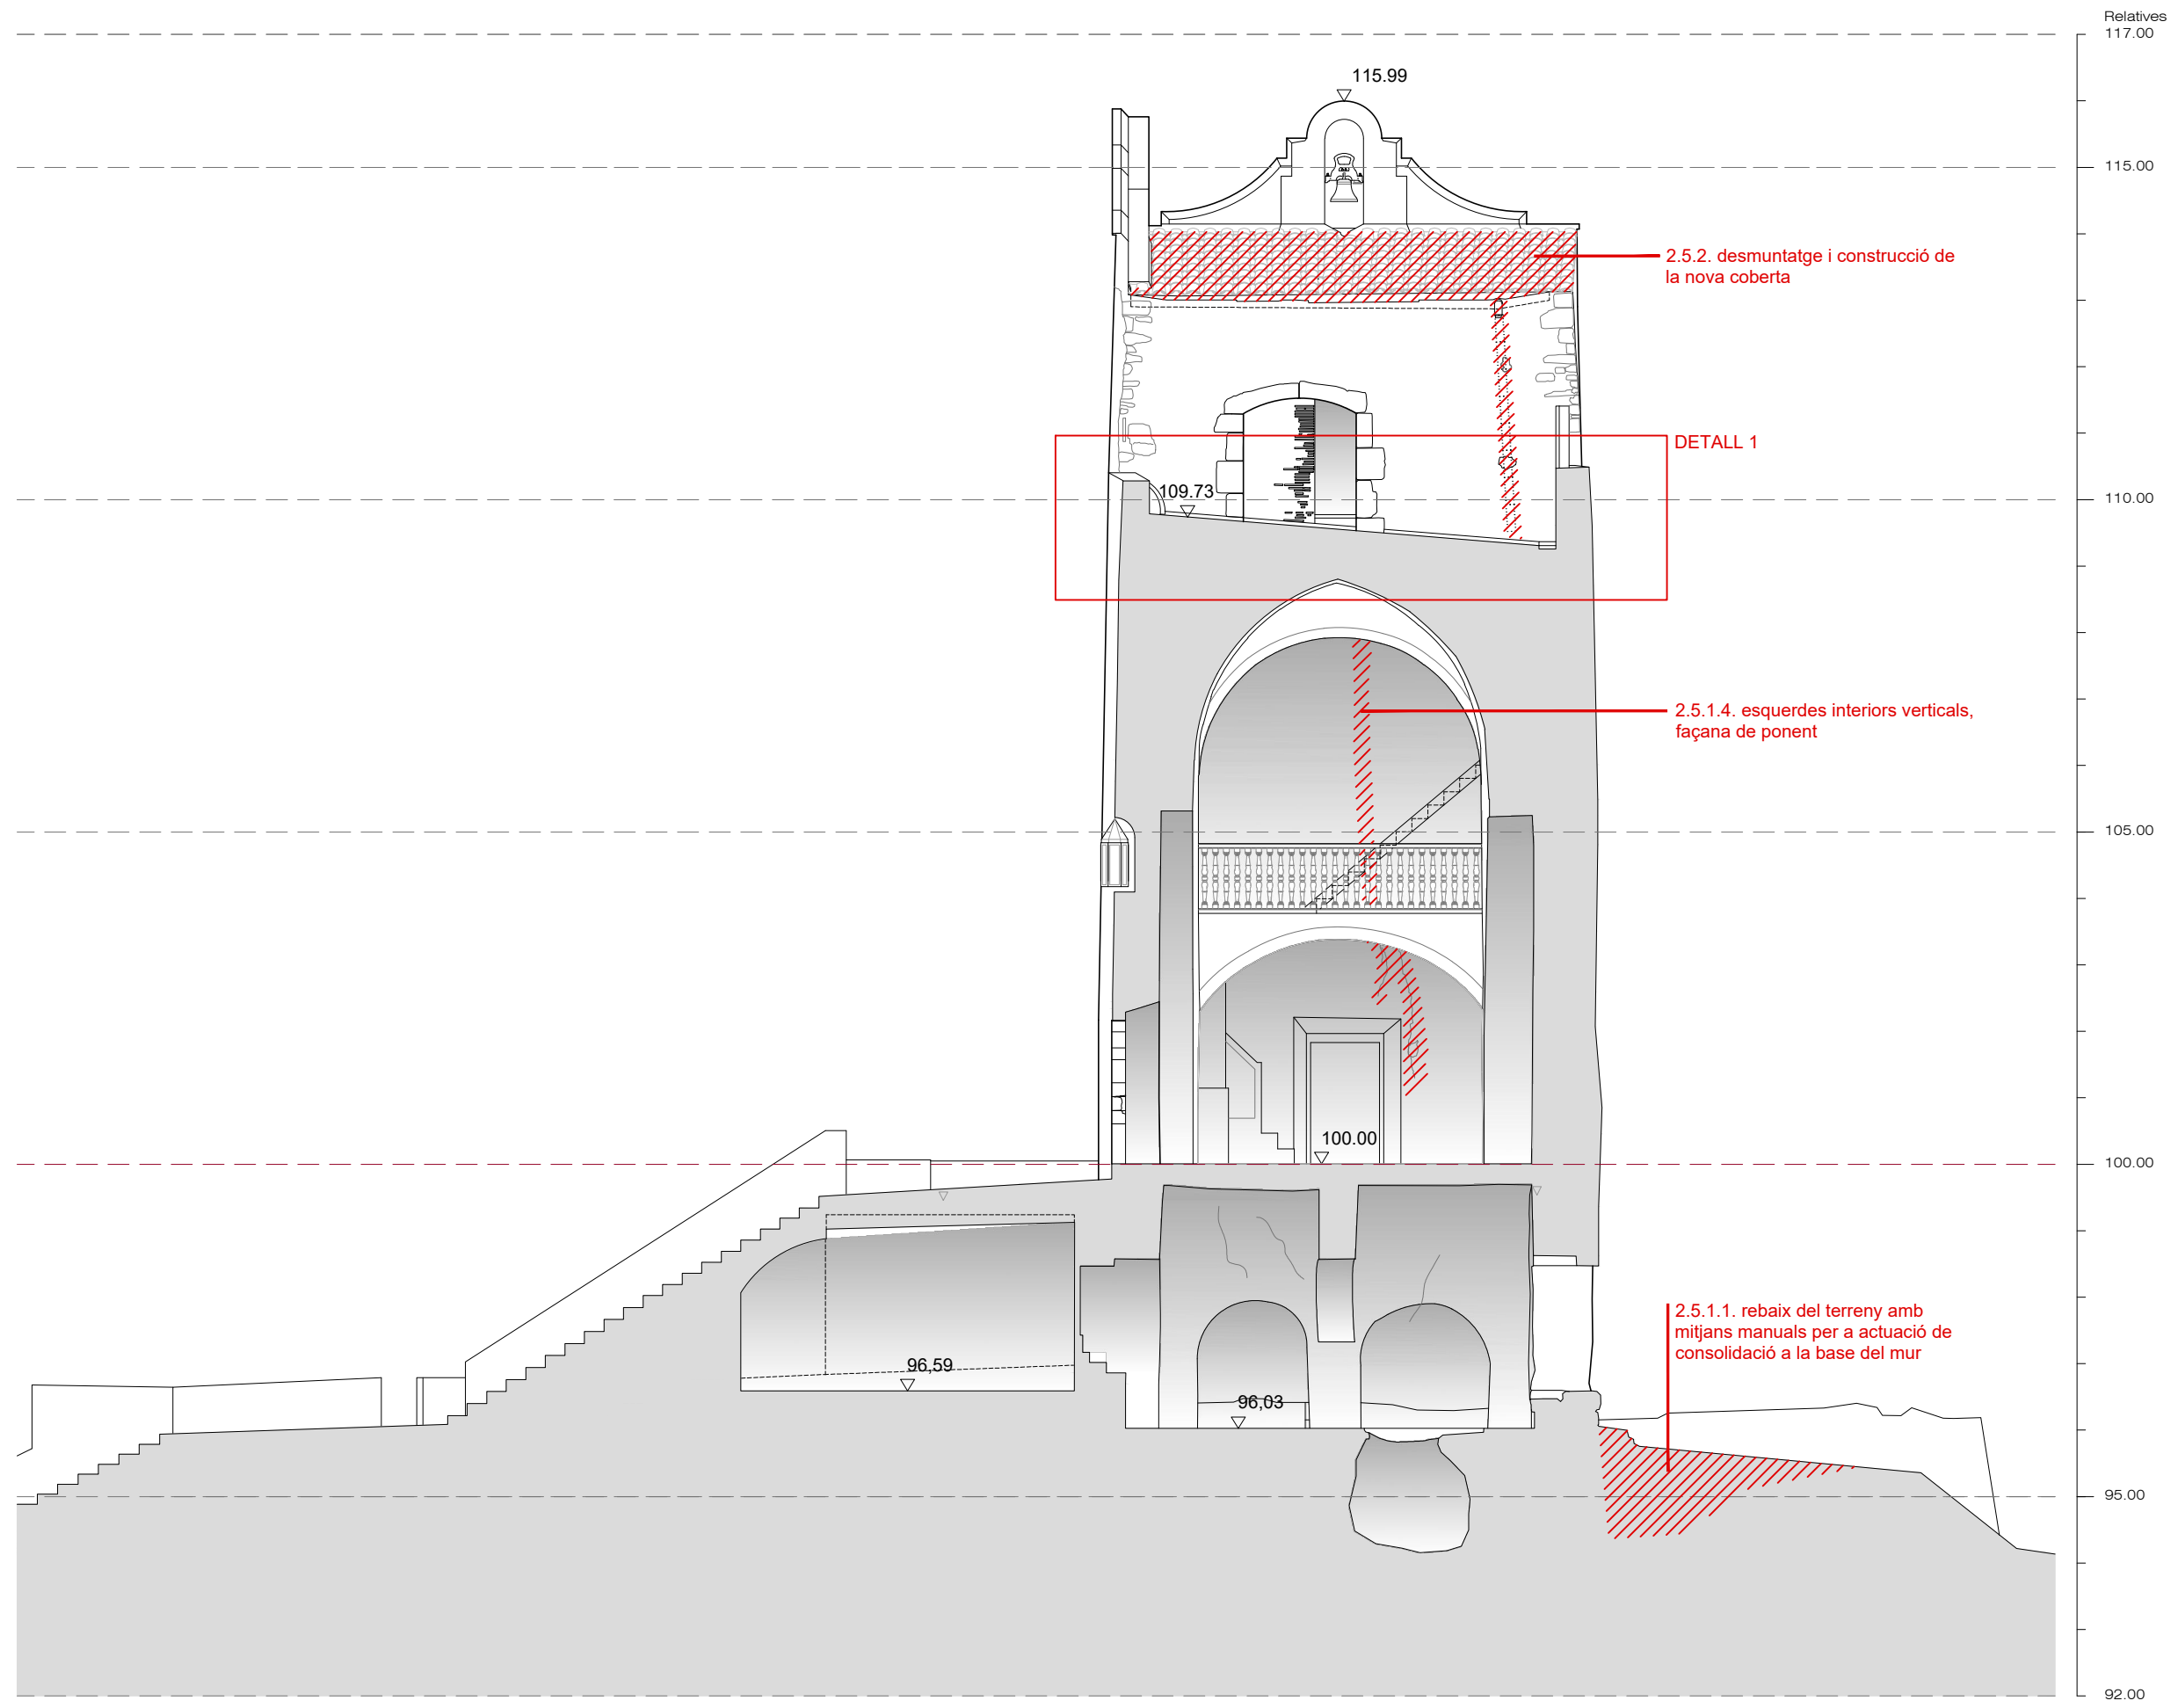 Relatives
117.00
115.99
115.00
2.5.2. desmuntatge i construcció de
la nova coberta
DETALL 1
109.73
110.00
2.5.1.4. esquerdes interiors verticals,
façana de ponent
105.00
100.00
100.00
2.5.1.1. rebaix del terreny amb
mitjans manuals per a actuació de
consolidació a la base del mur
96,59
96,03
95.00
92.00